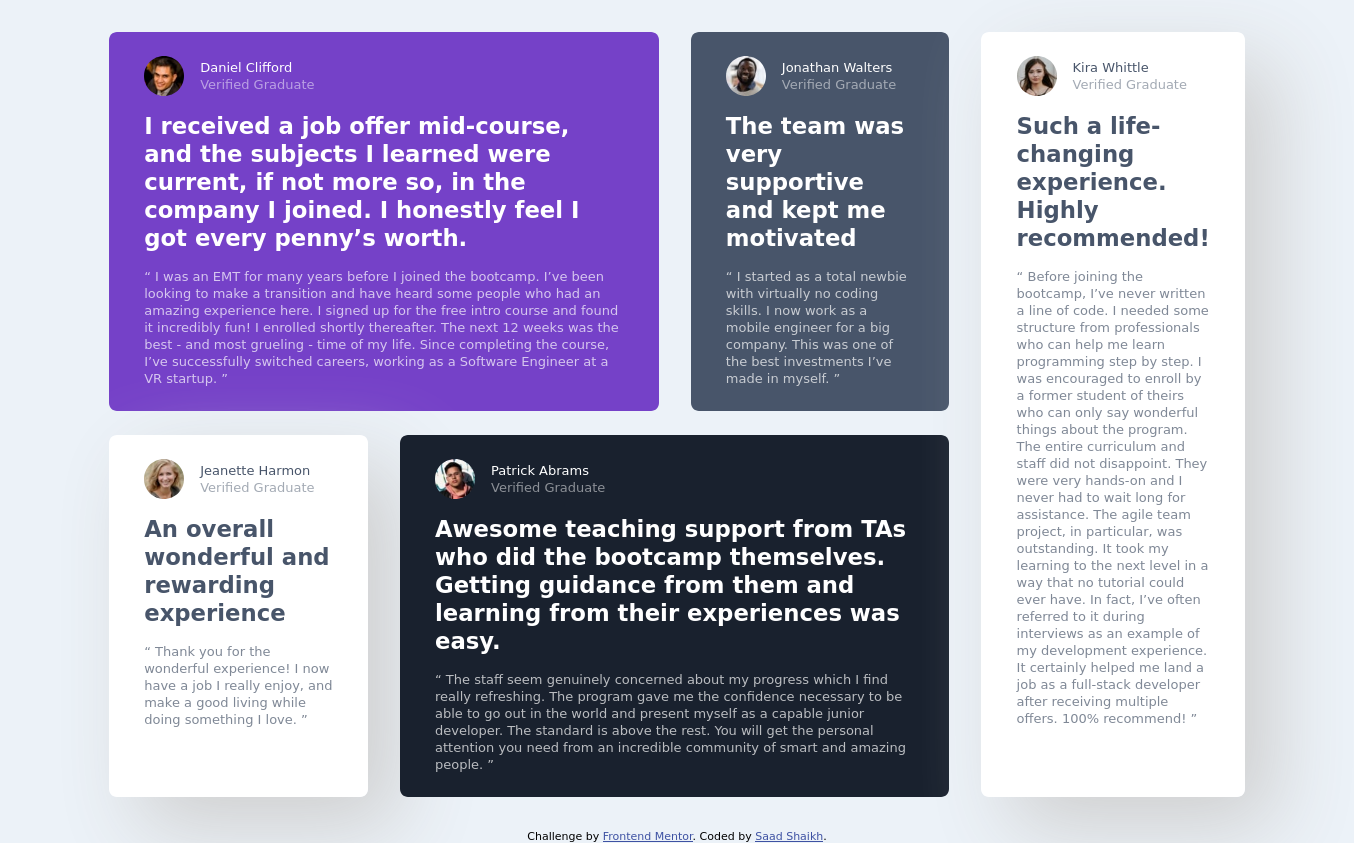 Daniel Clifford
Verified Graduate
I received a job offer mid-course,
and the subjects I learned were
current, if not more so, in the
company I joined. I honestly feel I
got every penny’s worth.
“ I was an EMT for many years before I joined the bootcamp. I’ve been
looking to make a transition and have heard some people who had an
amazing experience here. I signed up for the free intro course and found
it incredibly fun! I enrolled shortly thereafter. The next 12 weeks was the
best - and most grueling - time of my life. Since completing the course,
I’ve successfully switched careers, working as a Software Engineer at a
VR startup. ”
Jonathan Walters
Verified Graduate
The team was
very
supportive
and kept me
motivated
“ I started as a total newbie
with virtually no coding
skills. I now work as a
mobile engineer for a big
company. This was one of
the best investments I’ve
made in myself. ”
Kira Whittle
Verified Graduate
Such a life-
changing
experience.
Highly
recommended!
“ Before joining the
bootcamp, I’ve never written
a line of code. I needed some
structure from professionals
who can help me learn
programming step by step. I
was encouraged to enroll by
a former student of theirs
who can only say wonderful
things about the program.
The entire curriculum and
staff did not disappoint. They
were very hands-on and I
never had to wait long for
assistance. The agile team
project, in particular, was
outstanding. It took my
learning to the next level in a
way that no tutorial could
ever have. In fact, I’ve often
referred to it during
interviews as an example of
my development experience.
It certainly helped me land a
job as a full-stack developer
after receiving multiple
offers. 100% recommend! ”
Jeanette Harmon
Verified Graduate
An overall
wonderful and
rewarding
experience
“ Thank you for the
wonderful experience! I now
have a job I really enjoy, and
make a good living while
doing something I love. ”
Patrick Abrams
Verified Graduate
Awesome teaching support from TAs
who did the bootcamp themselves.
Getting guidance from them and
learning from their experiences was
easy.
“ The staff seem genuinely concerned about my progress which I find
really refreshing. The program gave me the confidence necessary to be
able to go out in the world and present myself as a capable junior
developer. The standard is above the rest. You will get the personal
attention you need from an incredible community of smart and amazing
people. ”
Challenge by Frontend Mentor. Coded by Saad Shaikh.